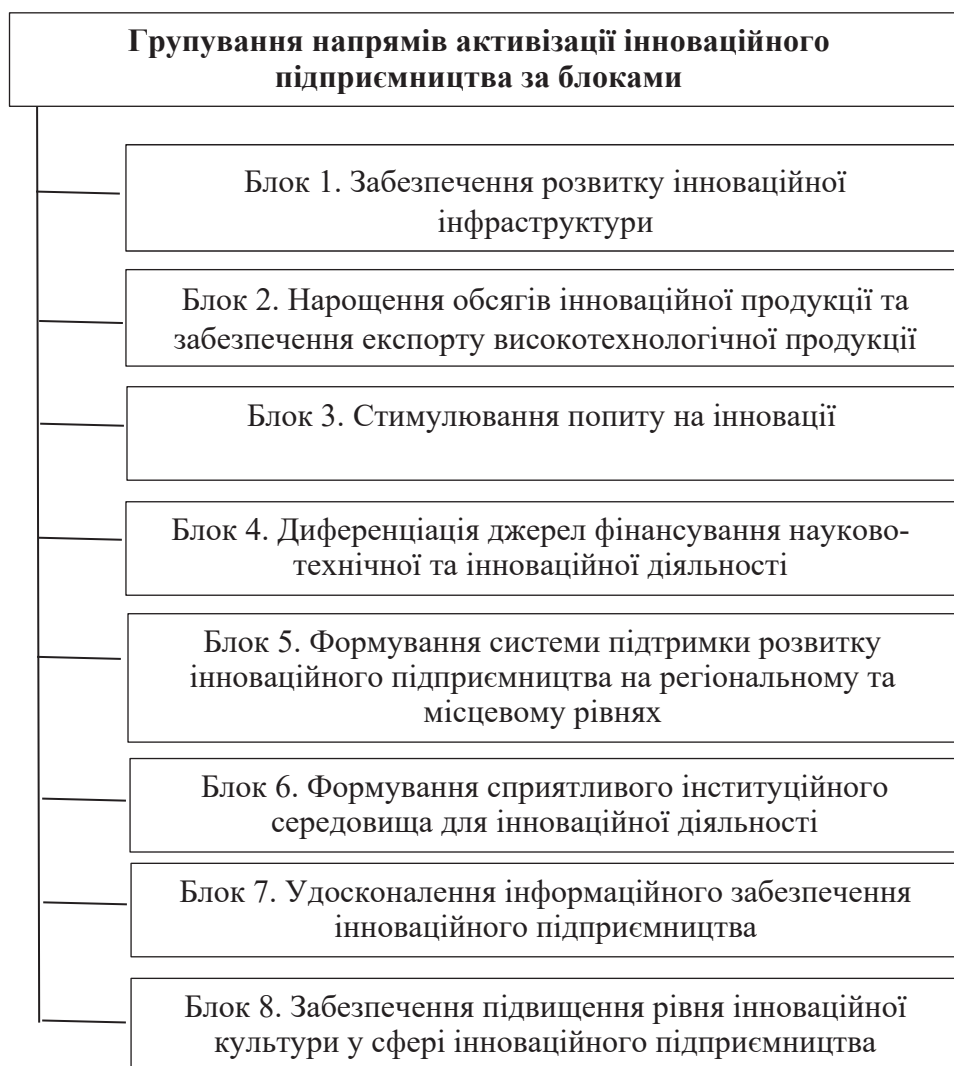 Групування напрямів активізації інноваційного
підприємництва за блоками
Блок 1. Забезпечення розвитку інноваційної
інфраструктури
Блок 2. Нарощення обсягів інноваційної продукції та
забезпечення експорту високотехнологічної продукції
Блок 3. Стимулювання попиту на інновації
Блок 4. Диференціація джерел фінансування науково-
технічної та інноваційної діяльності
Блок 5. Формування системи підтримки розвитку
інноваційного підприємництва на регіональному та
місцевому рівнях
Блок 6. Формування сприятливого інституційного
середовища для інноваційної діяльності
Блок 7. Удосконалення інформаційного забезпечення
інноваційного підприємництва
Блок 8. Забезпечення підвищення рівня інноваційної
культури у сфері інноваційного підприємництва